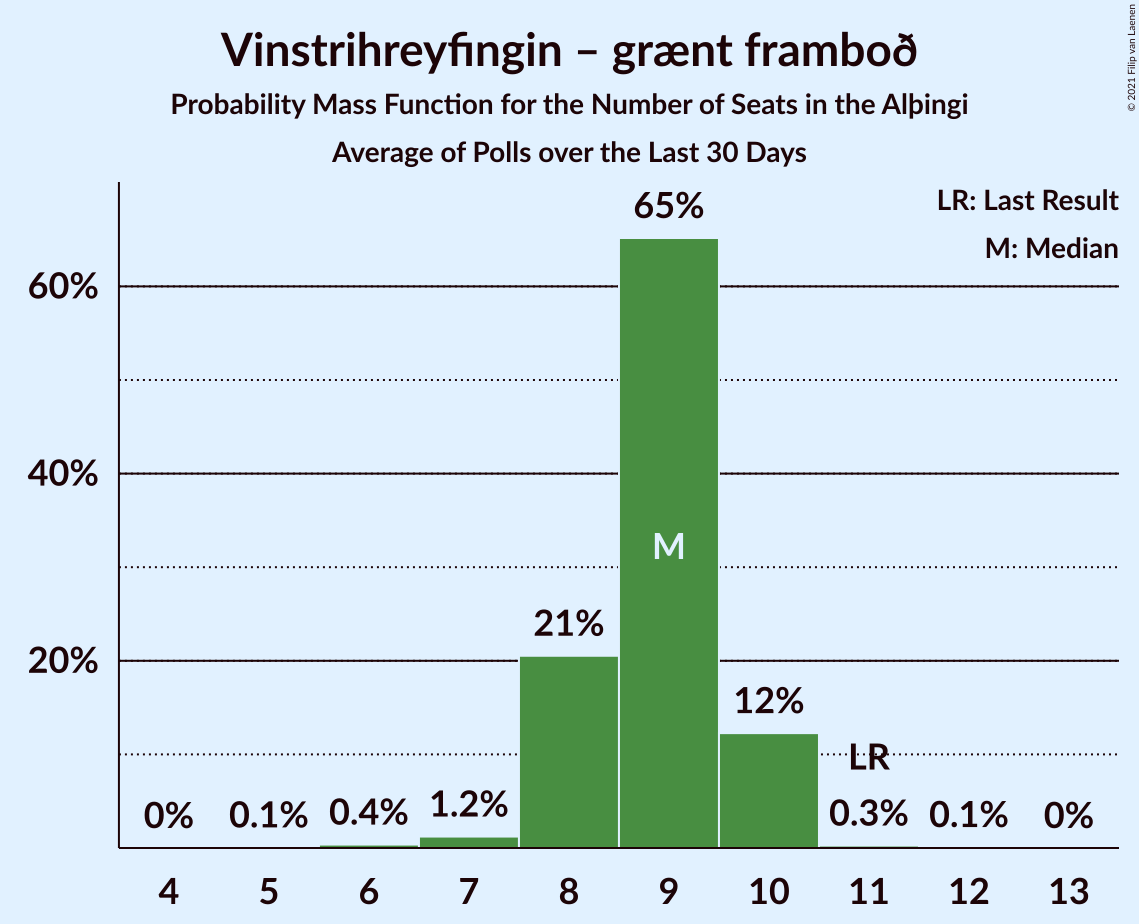 Vinstrihreyfingin – grænt framboð
Probability Mass Function for the Number of Seats in the Alþingi
Average of Polls over the Last 30 Days
© 2021 Filip van Laenen
LR: Last Result
M: Median
65%
60%
40%
M
21%
20%
12%
LR
0% 0.1% 0.4% 1.2% 0.3% 0.1% 0%
4 5 6 7 8 9 10 11 12 13